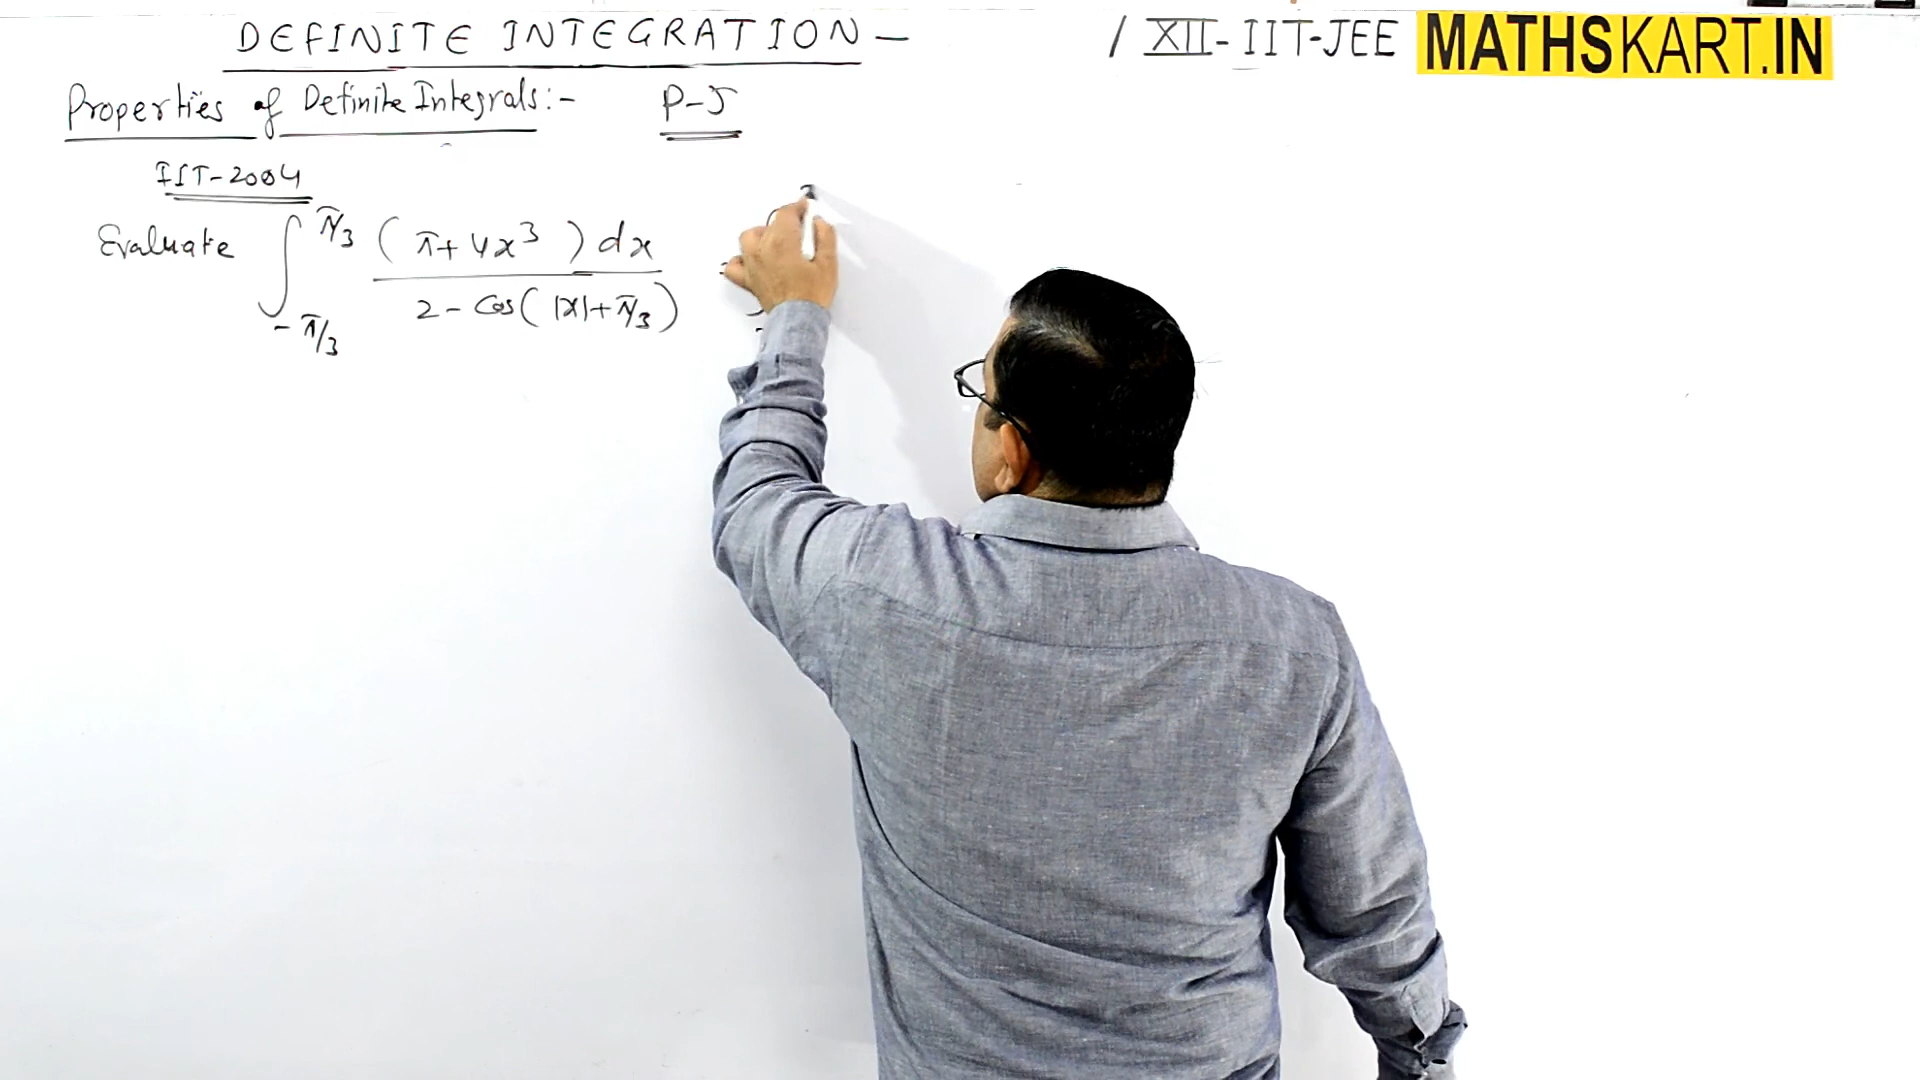 DEFINITE INTEGRATION — / XII-IIT-JEE MATHSKART.IN
Properties of Definite Integrals:- P-5
IIT-2004
Evaluate ∫_{-π/3}^{π/3} (π+4x³)dx / 2-Cos(|x|+π/3)